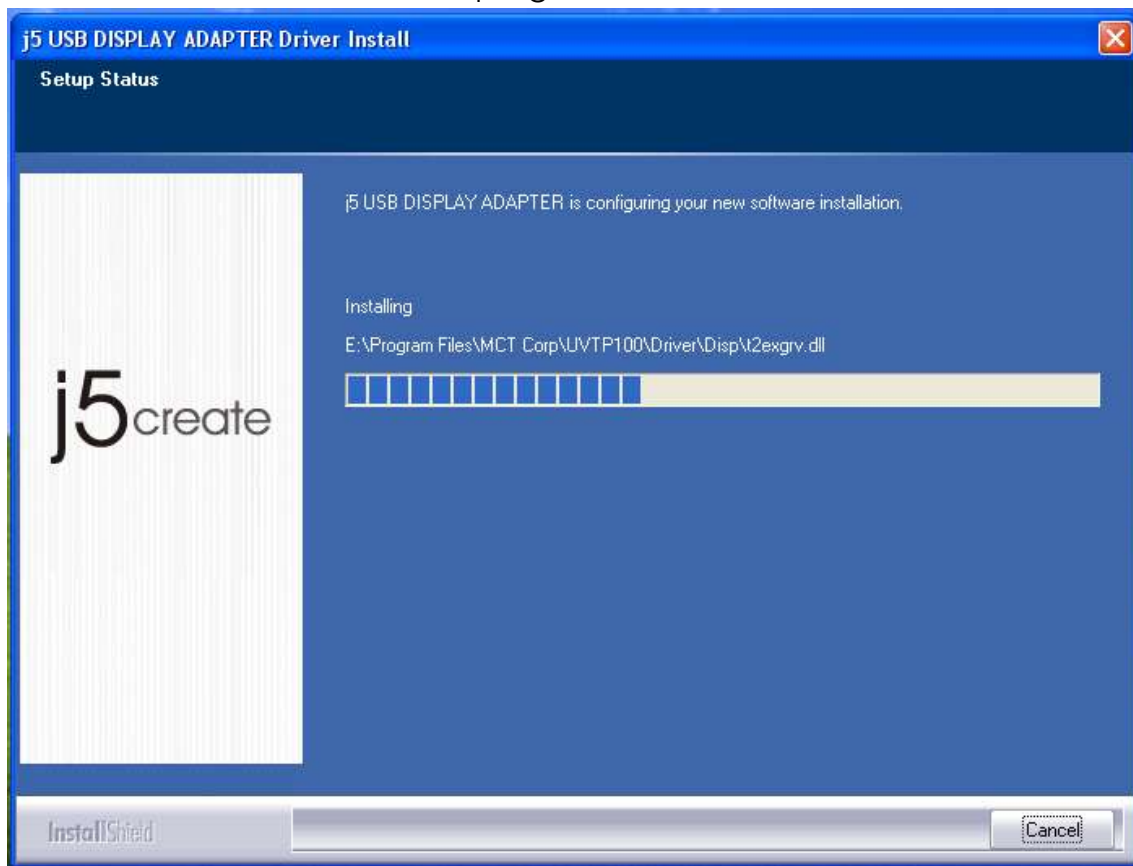 j5 USB DISPLAY ADAPTER Driver Install
Setup Status
j5 USB DISPLAY ADAPTER is configuring your new software installation.
Installing
E:\Program Files\MCT Corp\UVTP100\Driver\Disp\t2exgrv.dll
j5create
InstallShield
Cancel